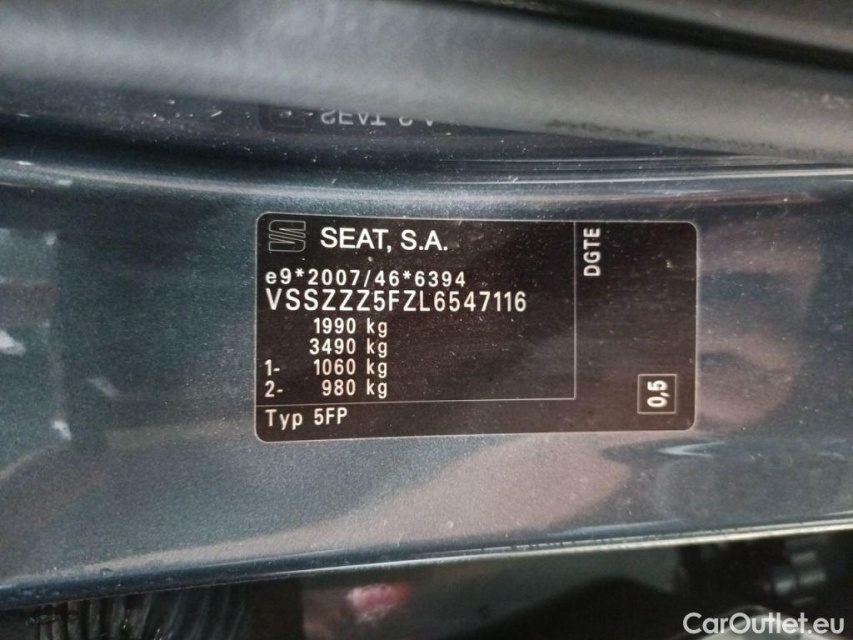 SEAT, S.A.
e9*2007/46*6394
VSSZZZ5FZL6547116
1990 kg
3490 kg
1- 1060 kg
2- 980 kg
Typ 5FP
DGTE
0,5
CarOutlet.eu